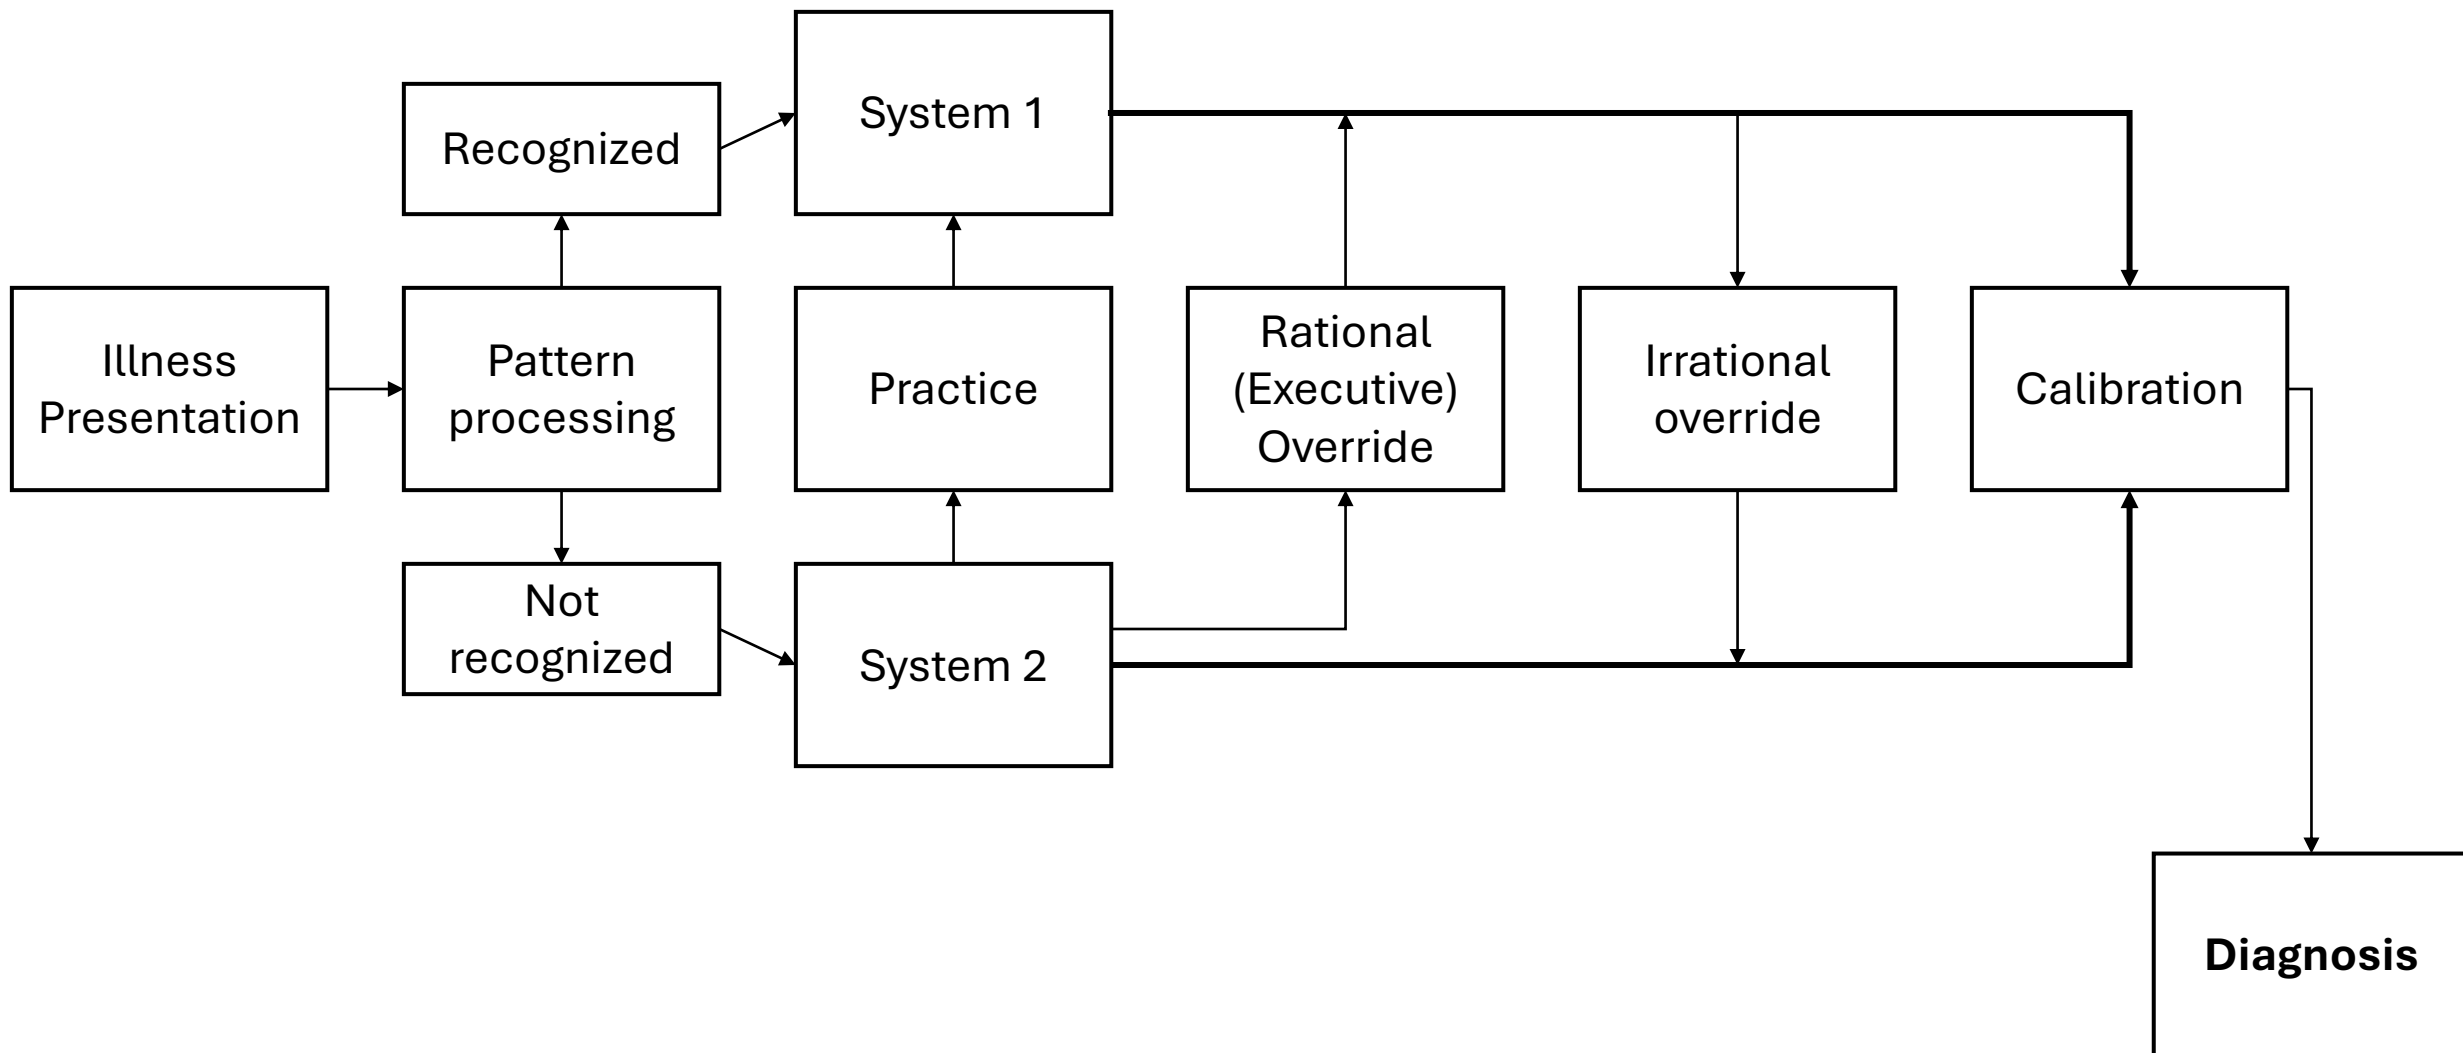 System 1
Recognized
Illness
Presentation
Pattern
processing
Practice
Rational
(Executive)
Override
Irrational
override
Calibration
Not
recognized
System 2
Diagnosis